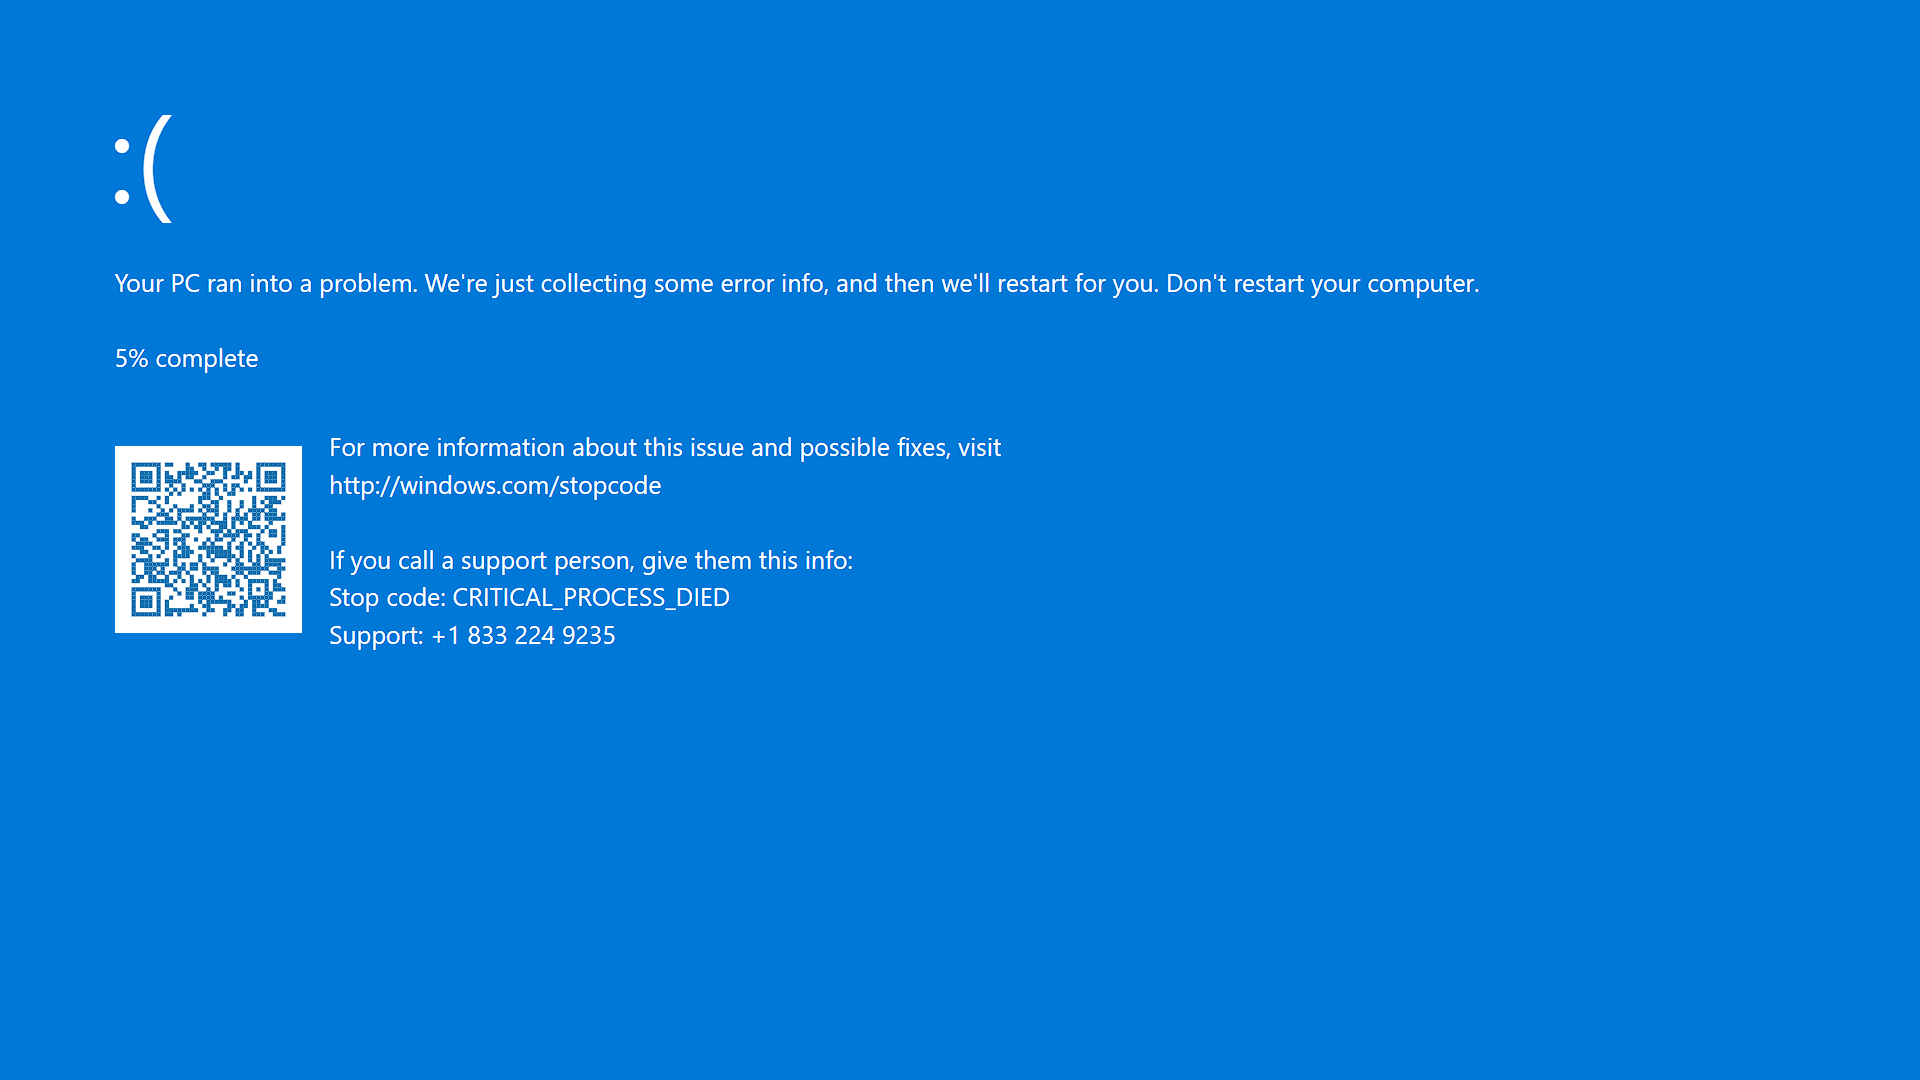 :(
Your PC ran into a problem. We're just collecting some error info, and then we'll restart for you. Don't restart your computer.
5% complete
For more information about this issue and possible fixes, visit
http://windows.com/stopcode
If you call a support person, give them this info:
Stop code: CRITICAL_PROCESS_DIED
Support: +1 833 224 9235